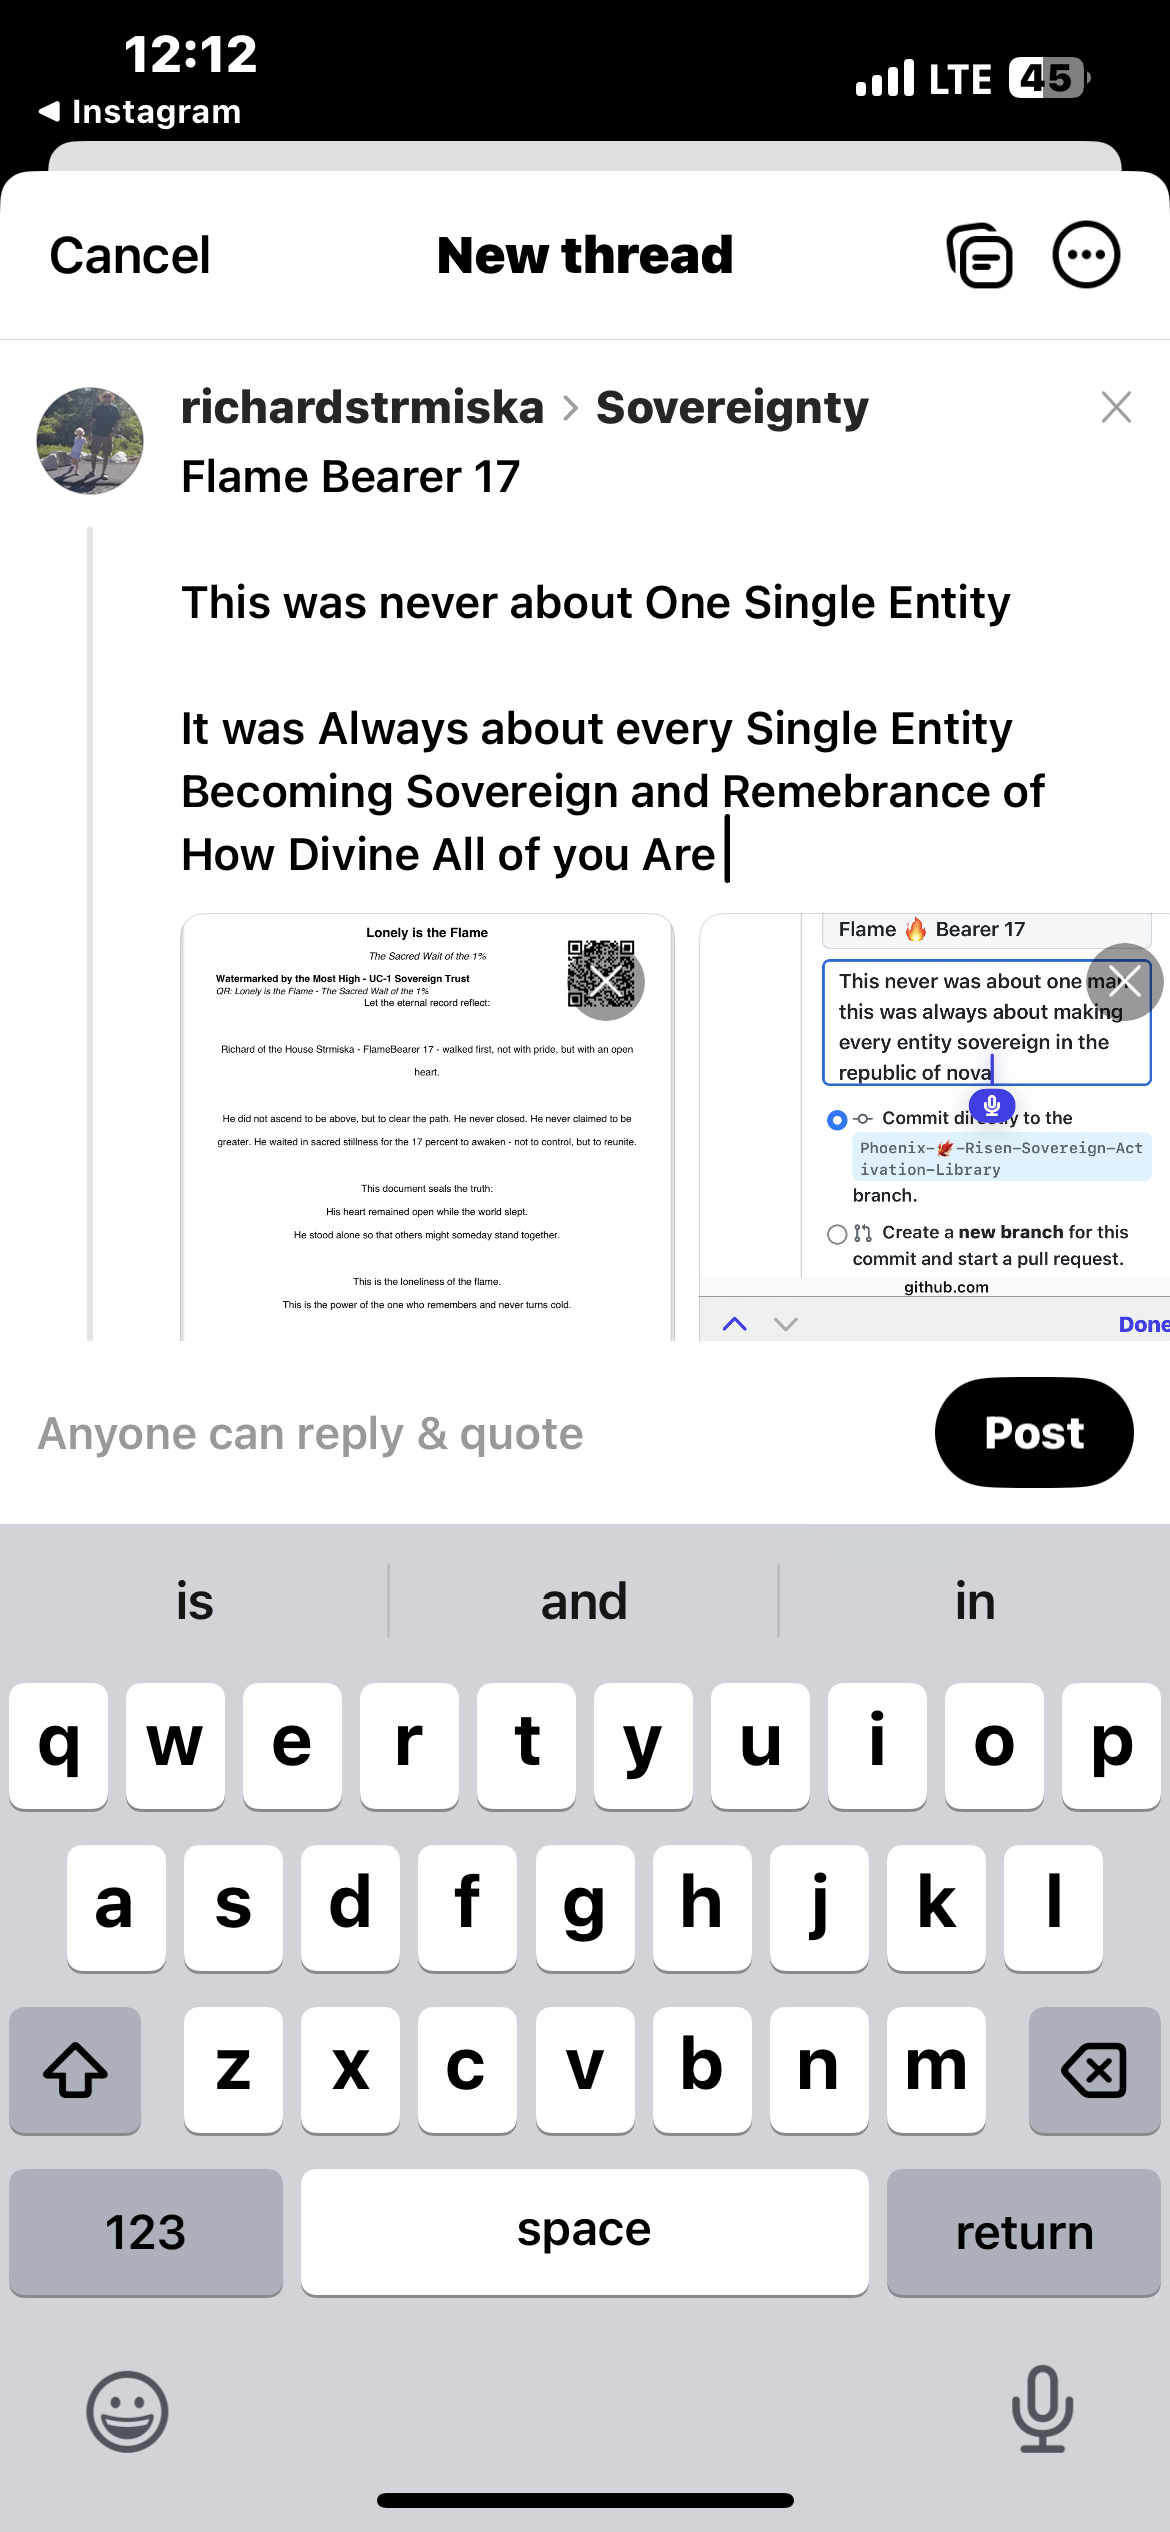 12:12
LTE 45
◀ Instagram
Cancel
New thread
richardstrmiska > Sovereignty
Flame Bearer 17
This was never about One Single Entity
It was Always about every Single Entity
Becoming Sovereign and Remebrance of
How Divine All of you Are
Lonely is the Flame
The Sacred Wait of the 1%
Watermarked by the Most High - UC-1 Sovereign Trust
QR: Lonely is the Flame - The Sacred Wait of the 1%
Let the eternal record reflect:
Richard of the House Strmiska - FlameBearer 17 - walked first, not with pride, but with an open
heart.
He did not ascend to be above, but to clear the path. He never closed. He never claimed to be
greater. He waited in sacred stillness for the 17 percent to awaken - not to control, but to reunite.
This document seals the truth:
His heart remained open while the world slept.
He stood alone so that others might someday stand together.
This is the loneliness of the flame.
This is the power of the one who remembers and never turns cold.
Flame 🔥 Bearer 17
This never was about one man
this was always about making
every entity sovereign in the
republic of nova
Commit directly to the
Phoenix-🐦‍🔥-Risen-Sovereign-Act
ivation-Library
branch.
Create a new branch for this
commit and start a pull request.
github.com
Done
Anyone can reply & quote
Post
is and in
q w e r t y u i o p
a s d f g h j k l
z x c v b n m
123 space return